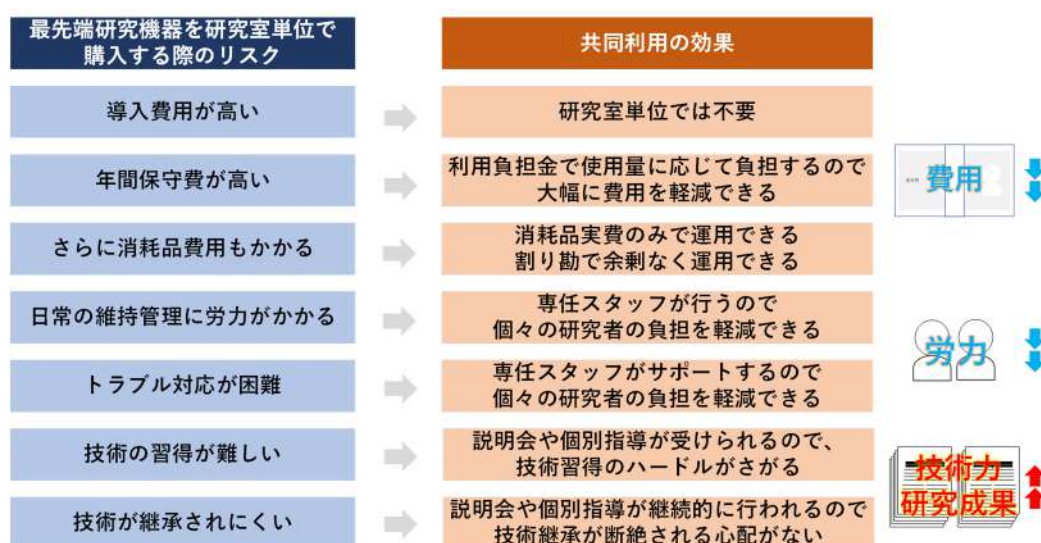 最先端研究機器を研究室単位で
購入する際のリスク
共同利用の効果
導入費用が高い
研究室単位では不要
年間保守費が高い
利用負担金で使用量に応じて負担するので
大幅に費用を軽減できる
費用
さらに消耗品費用もかかる
消耗品実費のみで運用できる
割り勘で余剰なく運用できる
日常の維持管理に労力がかかる
専任スタッフが行うので
個々の研究者の負担を軽減できる
労力
トラブル対応が困難
専任スタッフがサポートするので
個々の研究者の負担を軽減できる
技術の習得が難しい
説明会や個別指導が受けられるので、
技術習得のハードルがさがる
技術力
研究成果
技術が継承されにくい
説明会や個別指導が継続的に行われるので
技術継承が断絶される心配がない